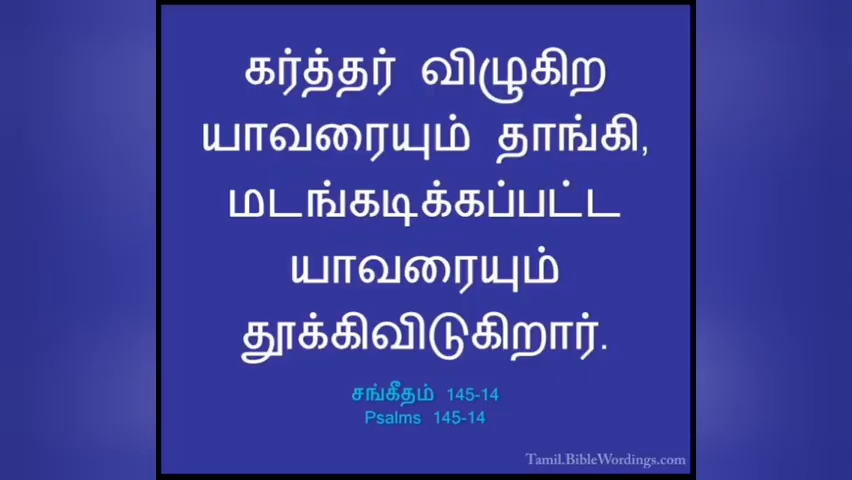 கர்த்தர் விழுகிற
யாவரையும் தாங்கி,
மடங்கடிக்கப்பட்ட
யாவரையும்
தூக்கிவிடுகிறார்.
சங்கீதம் 145-14
Psalms 145-14
Tamil.BibleWordings.com